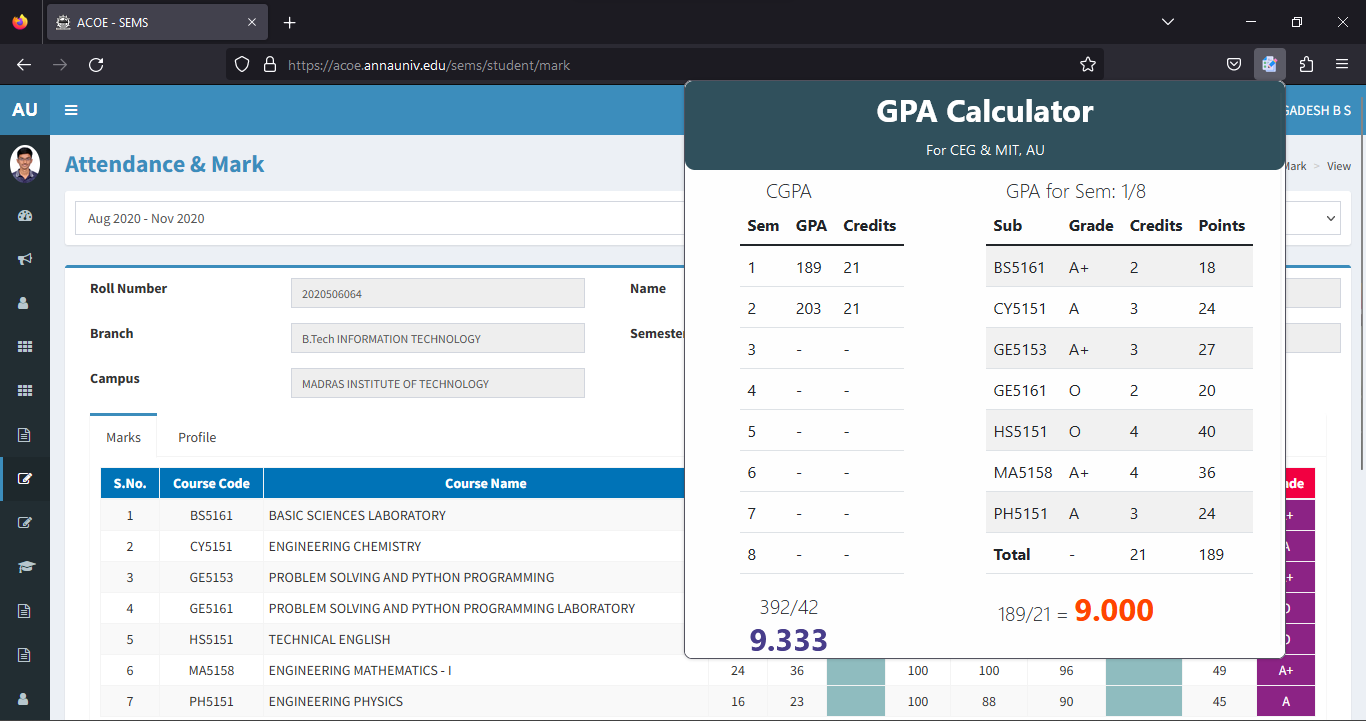 ACOE - SEMS
https://acoe.annauniv.edu/sems/student/mark
AU
GADESH B S
Attendance & Mark
Mark > View
Aug 2020 - Nov 2020
Roll Number 2020506064 Name
Branch B.Tech INFORMATION TECHNOLOGY Semester
Campus MADRAS INSTITUTE OF TECHNOLOGY
Marks Profile
S.No. Course Code Course Name
1 BS5161 BASIC SCIENCES LABORATORY
2 CY5151 ENGINEERING CHEMISTRY
3 GE5153 PROBLEM SOLVING AND PYTHON PROGRAMMING
4 GE5161 PROBLEM SOLVING AND PYTHON PROGRAMMING LABORATORY
5 HS5151 TECHNICAL ENGLISH
6 MA5158 ENGINEERING MATHEMATICS - I 24 36 100 100 96 49 A+
7 PH5151 ENGINEERING PHYSICS 16 23 100 88 90 45 A
GPA Calculator
For CEG & MIT, AU
CGPA
Sem GPA Credits
1 189 21
2 203 21
3 - -
4 - -
5 - -
6 - -
7 - -
8 - -
392/42
9.333
GPA for Sem: 1/8
Sub Grade Credits Points
BS5161 A+ 2 18
CY5151 A 3 24
GE5153 A+ 3 27
GE5161 O 2 20
HS5151 O 4 40
MA5158 A+ 4 36
PH5151 A 3 24
Total - 21 189
189/21 = 9.000